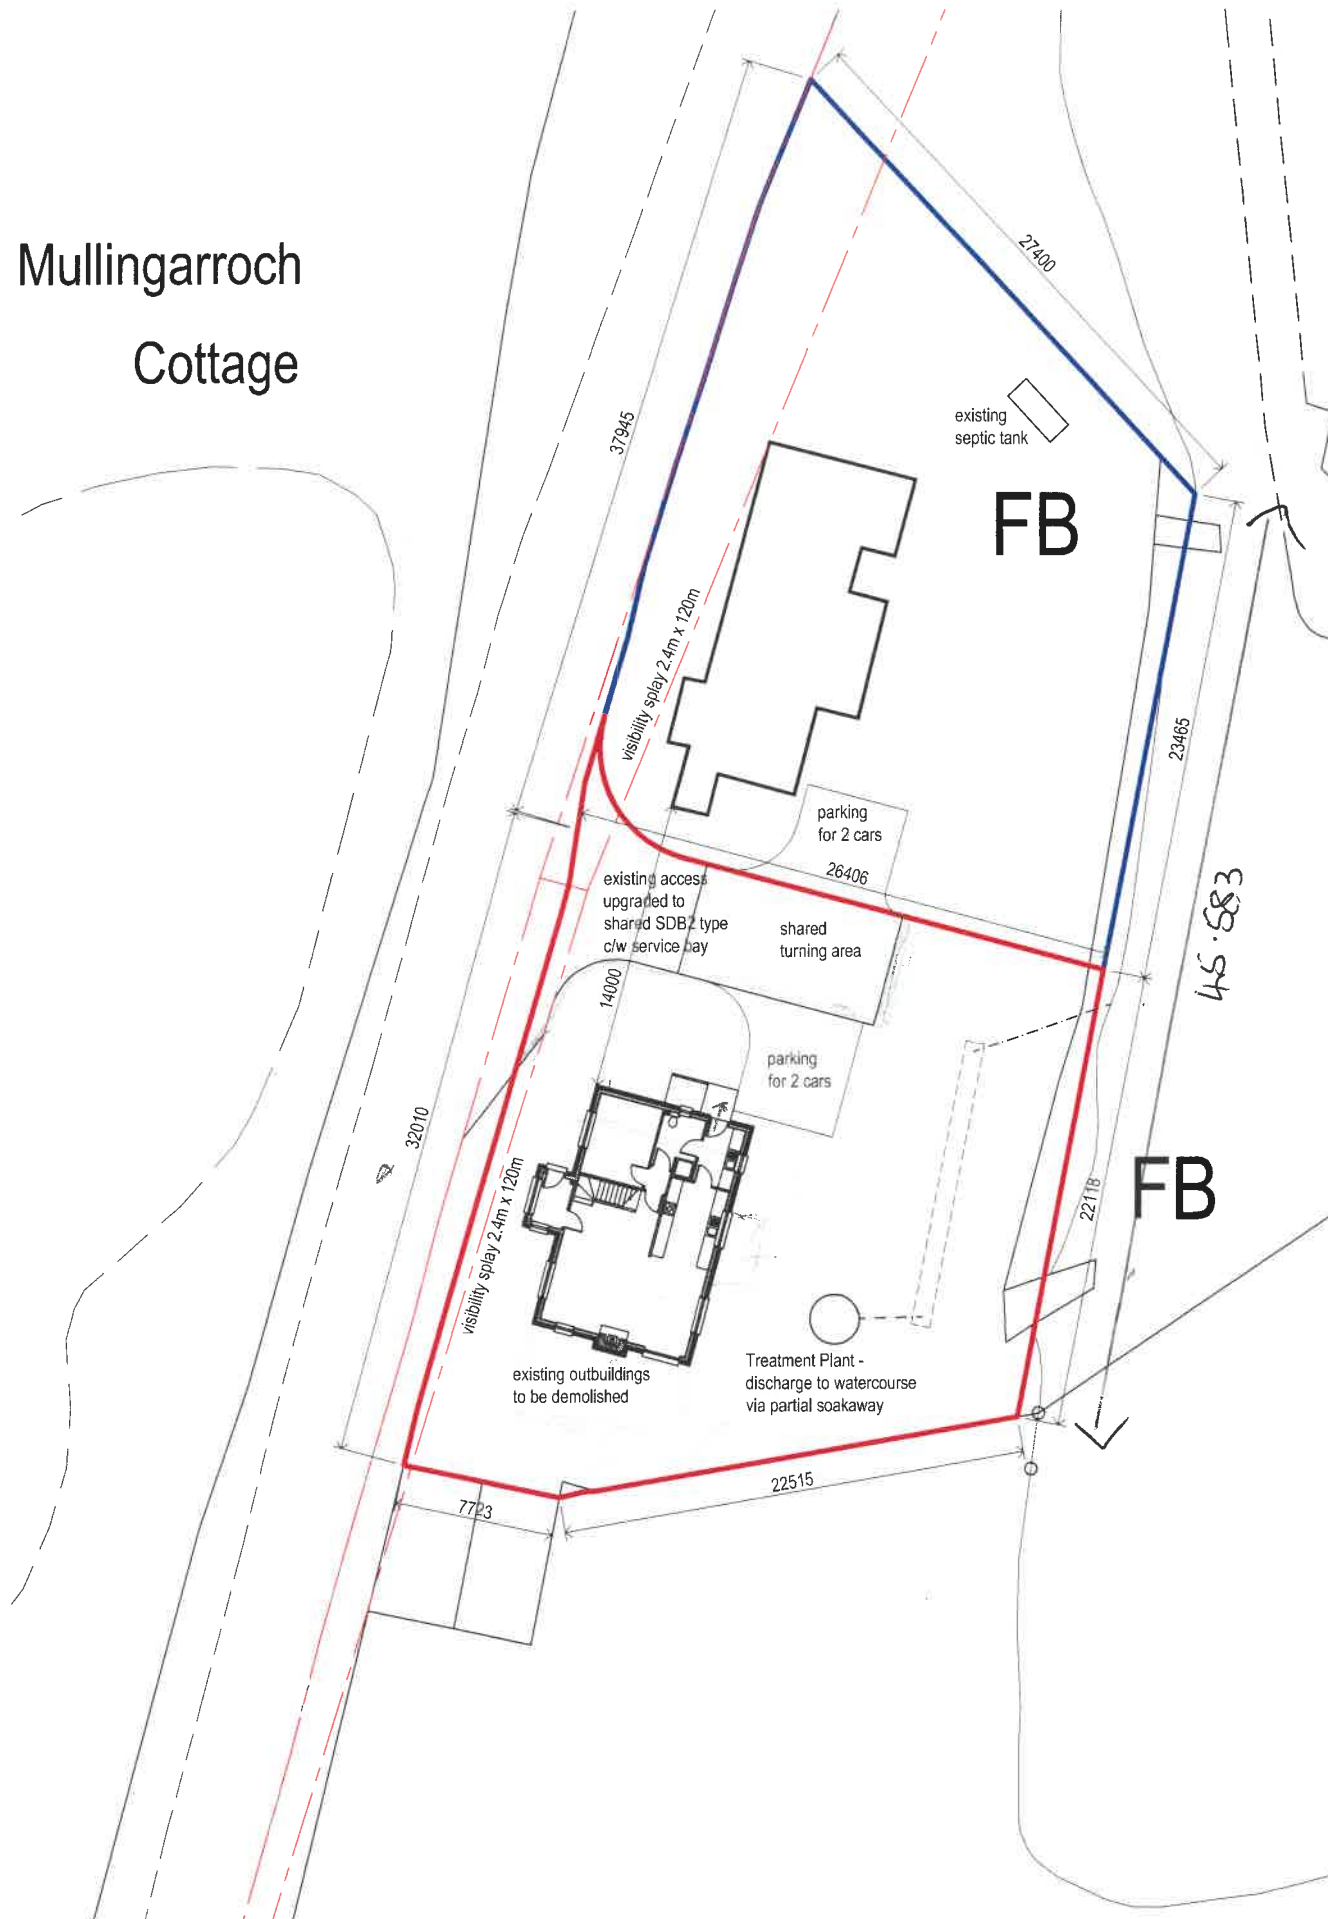 Mullingarroch
Cottage
27400
37945
existing
septic tank
FB
visibility splay 2.4m x 120m
23465
parking
for 2 cars
26406
existing access
upgraded to
shared SDB2 type
c/w service bay
shared
turning area
45.583
14000
parking
for 2 cars
32010
visibility splay 2.4m x 120m
22118
FB
existing outbuildings
to be demolished
Treatment Plant -
discharge to watercourse
via partial soakaway
22515
7723